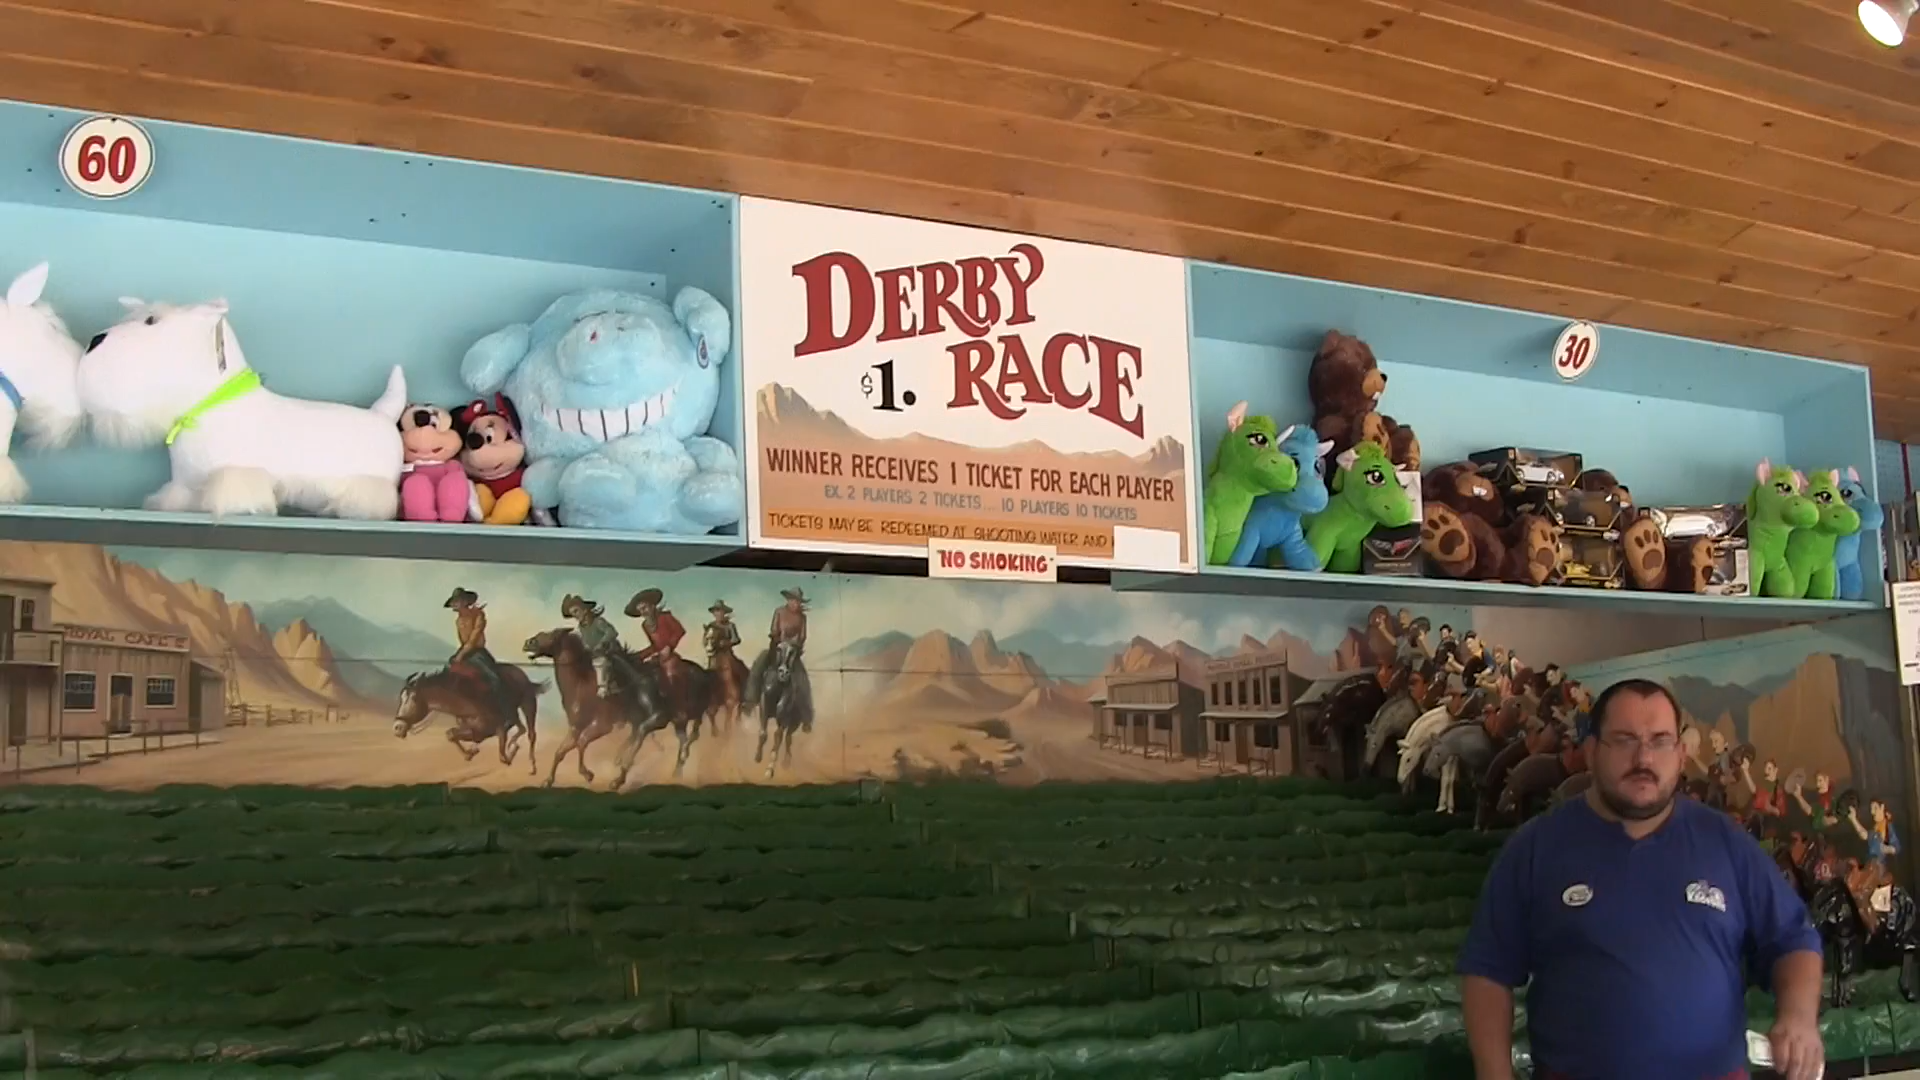 60
DERBY
RACE
$1.
WINNER RECEIVES 1 TICKET FOR EACH PLAYER
EX. 2 PLAYERS 2 TICKETS... 10 PLAYERS 10 TICKETS
TICKETS MAY BE REDEEMED AT SHOOTING WATER AND
"NO SMOKING"
30
ROYAL CAFE